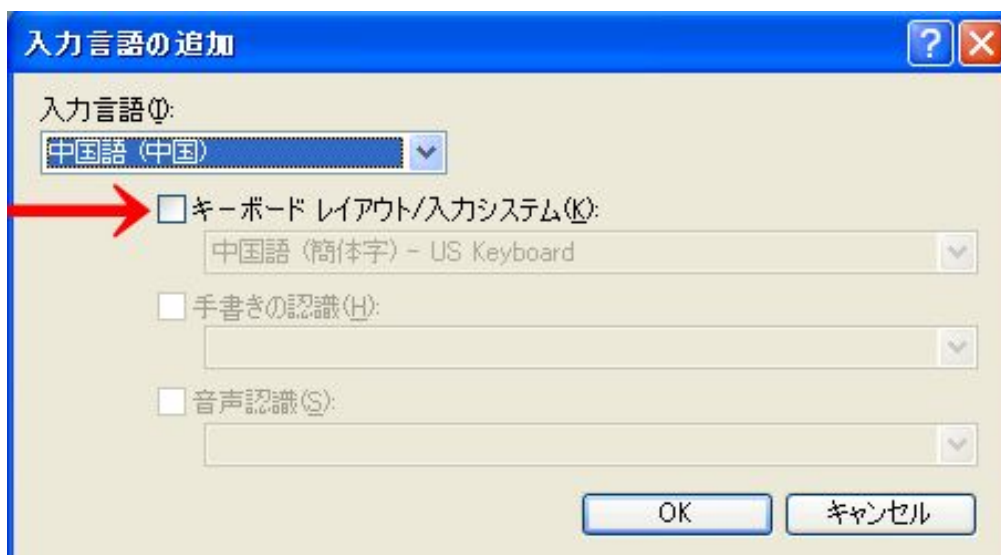 入力言語の追加
入力言語(I):
中国語 (中国)
キーボード レイアウト/入力システム(K):
中国語 (簡体字) - US Keyboard
手書きの認識(H):
音声認識(S):
OK キャンセル